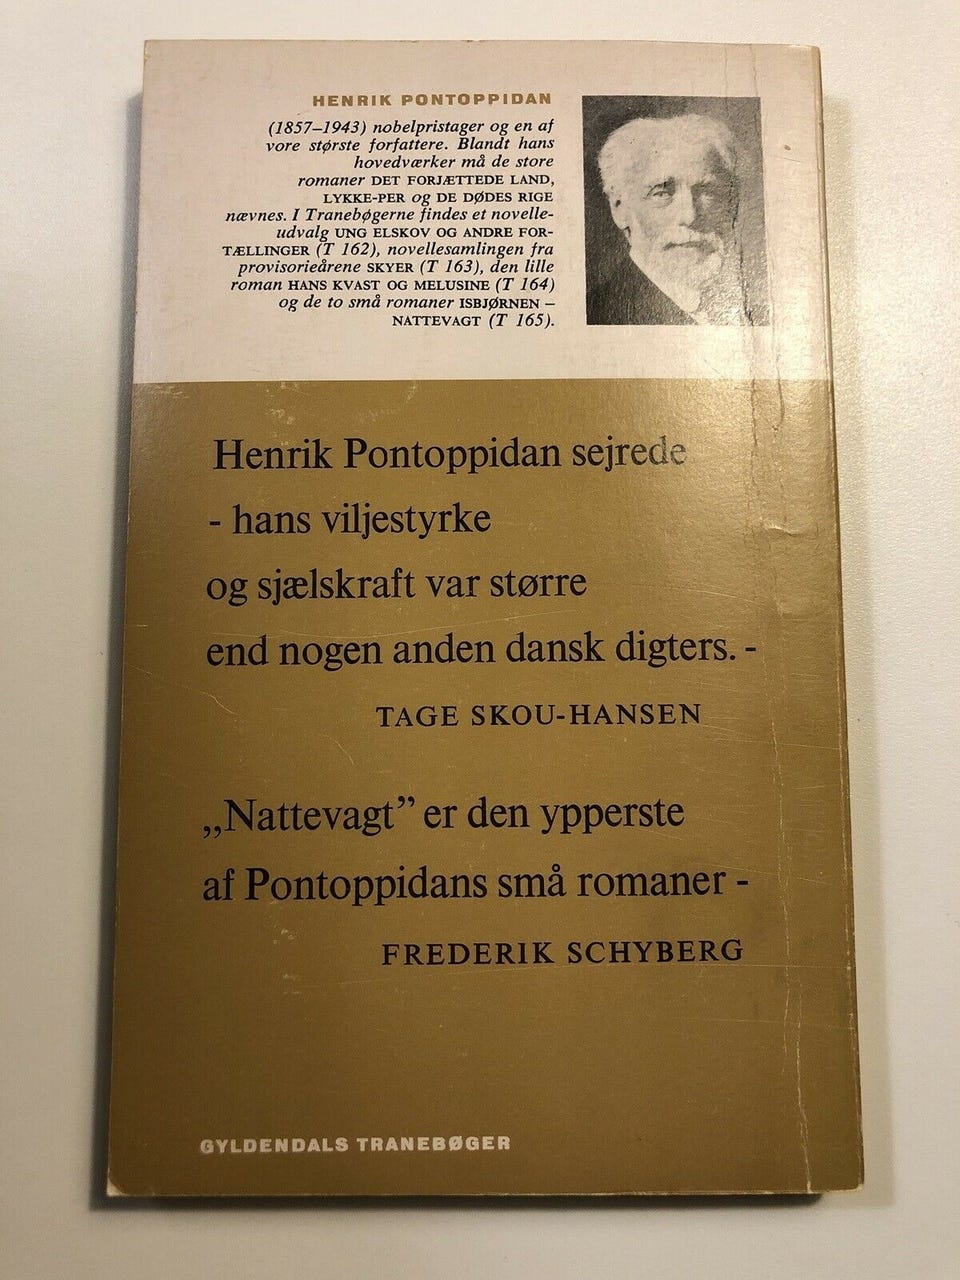 HENRIK PONTOPPIDAN
(1857–1943) nobelpristager og en af
vore største forfattere. Blandt hans
hovedværker må de store
romaner DET FORJÆTTEDE LAND,
LYKKE-PER og DE DØDES RIGE
nævnes. I Tranebøgerne findes et novelle-
udvalg UNG ELSKOV OG ANDRE FOR-
TÆLLINGER (T 162), novellesamlingen fra
provisorieårene SKYER (T 163), den lille
roman HANS KVAST OG MELUSINE (T 164)
og de to små romaner ISBJØRNEN –
NATTEVAGT (T 165).
Henrik Pontoppidan sejrede
- hans viljestyrke
og sjælskraft var større
end nogen anden dansk digters. -
TAGE SKOU-HANSEN
„Nattevagt” er den ypperste
af Pontoppidans små romaner -
FREDERIK SCHYBERG
GYLDENDALS TRANEBØGER